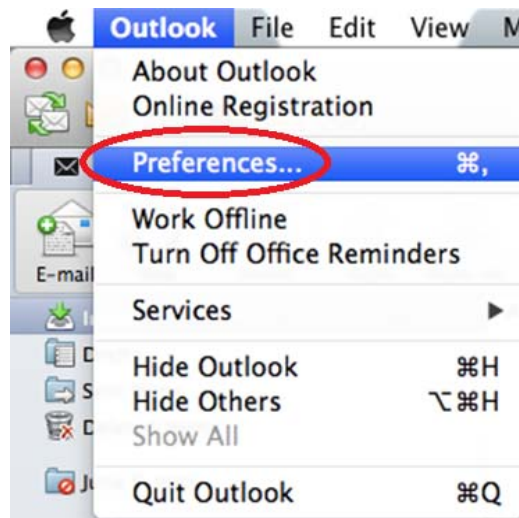 Outlook File Edit View
About Outlook
Online Registration
Preferences... ⌘,
Work Offline
Turn Off Office Reminders
E-mail
Services
Hide Outlook ⌘H
Hide Others ⌥⌘H
Show All
Quit Outlook ⌘Q